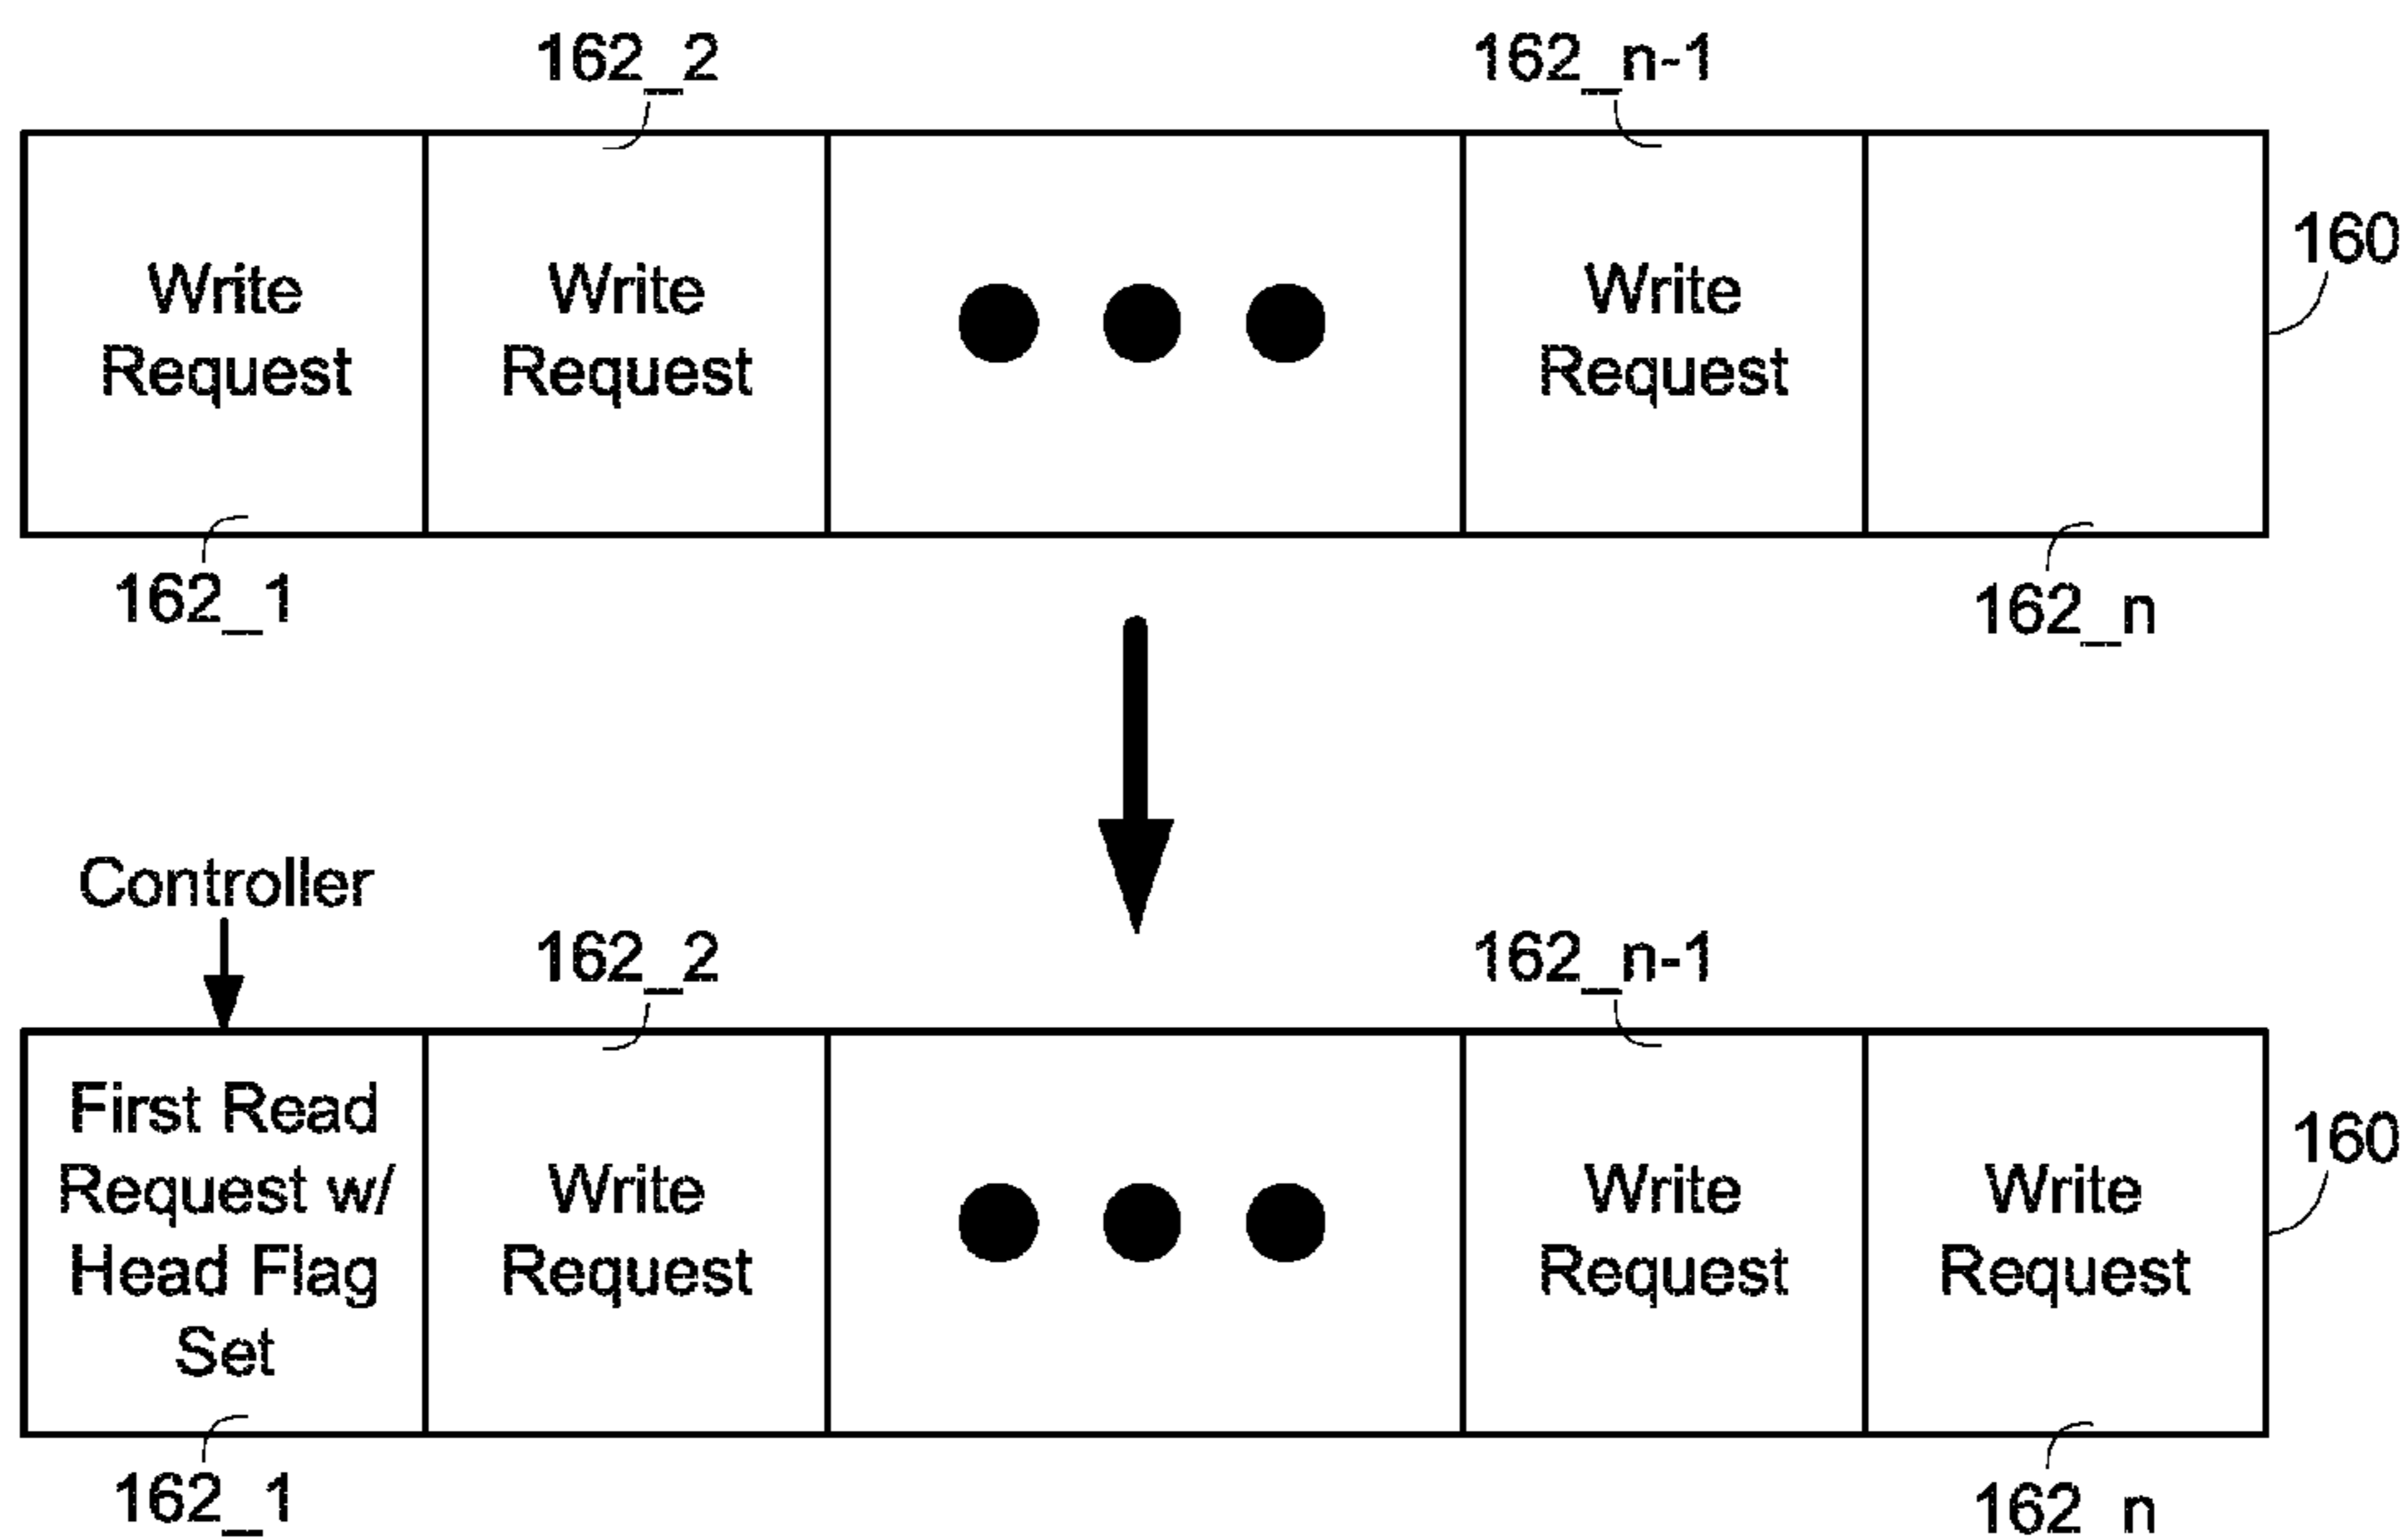 162_2
162_n-1
Write
Request
Write
Request
Write
Request
160
162_1
162_n
Controller
162_2
162_n-1
First Read
Request w/
Head Flag
Set
Write
Request
Write
Request
Write
Request
160
162_1
162_n